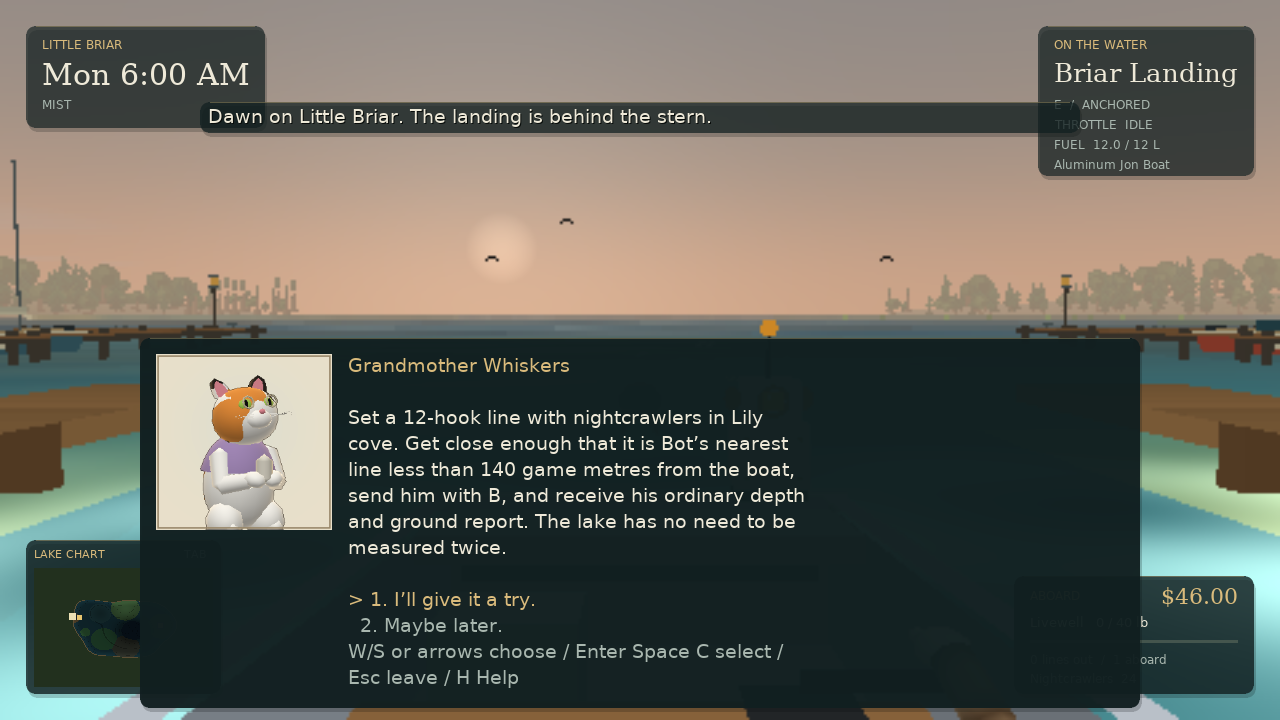 LITTLE BRIAR
Mon 6:00 AM
MIST
ON THE WATER
Briar Landing
E / ANCHORED
THROTTLE IDLE
FUEL 12.0 / 12 L
Aluminum Jon Boat
Dawn on Little Briar. The landing is behind the stern.
Grandmother Whiskers
Set a 12-hook line with nightcrawlers in Lily
cove. Get close enough that it is Bot’s nearest
line less than 140 game metres from the boat,
send him with B, and receive his ordinary depth
and ground report. The lake has no need to be
measured twice.
> 1. I’ll give it a try.
2. Maybe later.
W/S or arrows choose / Enter Space C select /
Esc leave / H Help
LAKE CHART
$46.00